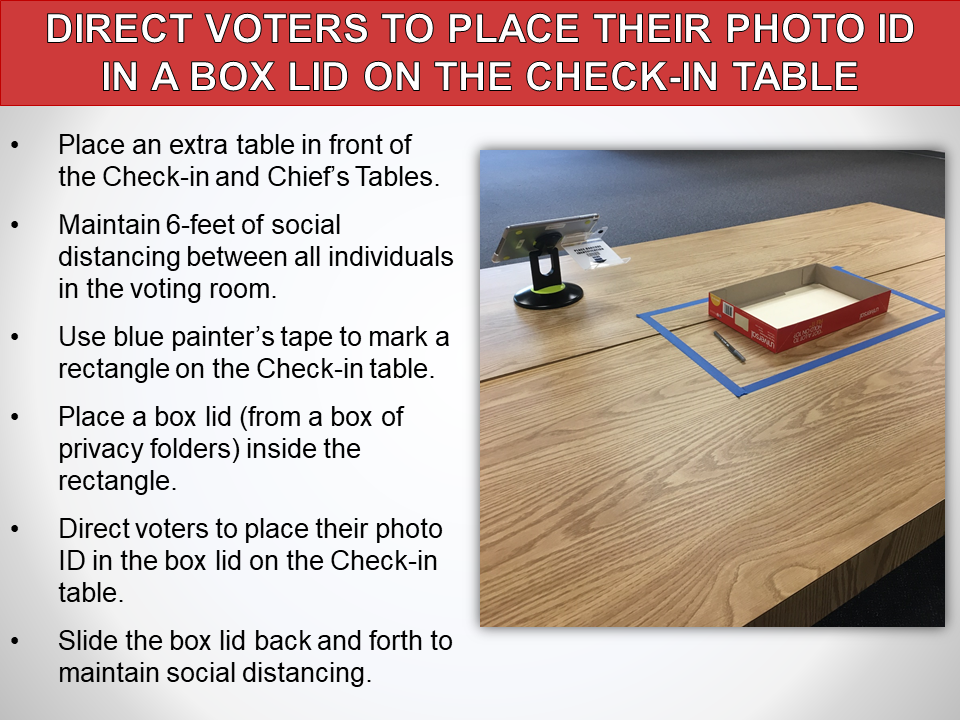 DIRECT VOTERS TO PLACE THEIR PHOTO ID
IN A BOX LID ON THE CHECK-IN TABLE
• Place an extra table in front of
the Check-in and Chief’s Tables.
• Maintain 6-feet of social
distancing between all individuals
in the voting room.
• Use blue painter’s tape to mark a
rectangle on the Check-in table.
• Place a box lid (from a box of
privacy folders) inside the
rectangle.
• Direct voters to place their photo
ID in the box lid on the Check-in
table.
• Slide the box lid back and forth to
maintain social distancing.
universal